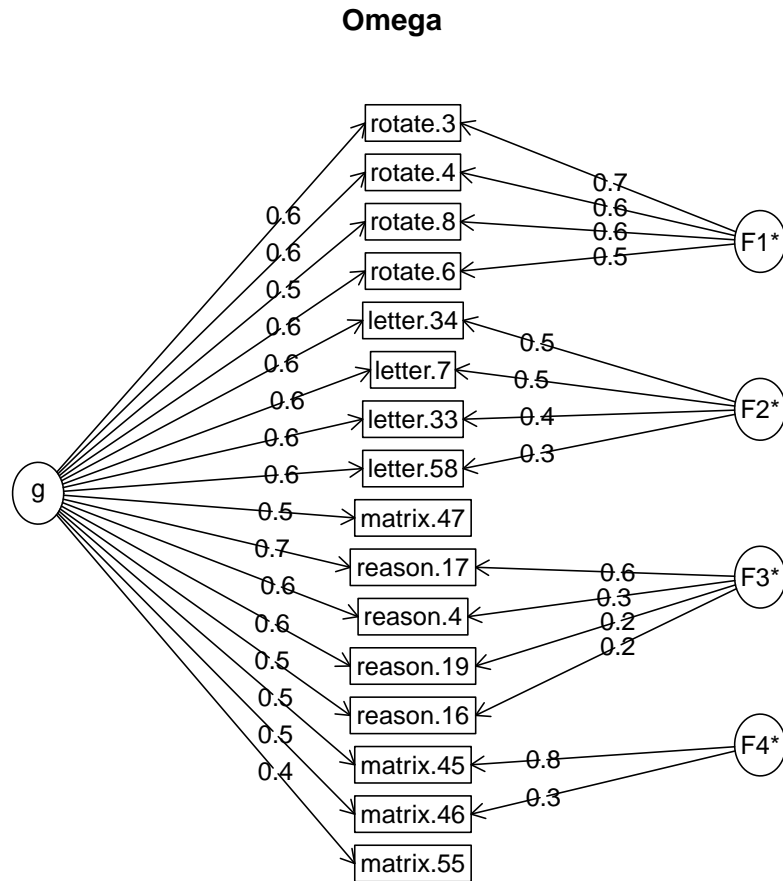 Omega
rotate.3
rotate.4
rotate.8
rotate.6
letter.34
letter.7
letter.33
letter.58
matrix.47
reason.17
reason.4
reason.19
reason.16
matrix.45
matrix.46
matrix.55
g
0.6
0.6
0.5
0.6
0.6
0.6
0.6
0.6
0.5
0.7
0.6
0.6
0.5
0.5
0.5
0.4
F1*
0.7
0.6
0.6
0.5
F2*
0.5
0.5
0.4
0.3
F3*
0.6
0.3
0.2
0.2
F4*
0.8
0.3